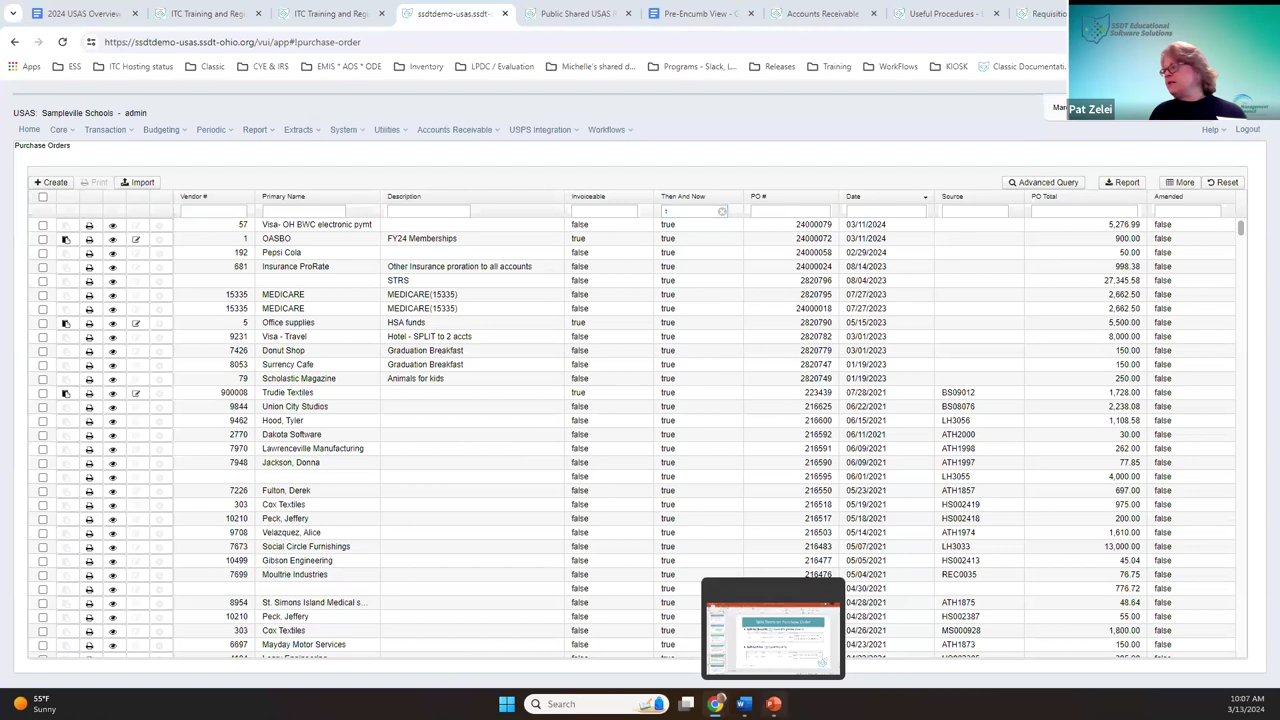 2024 USAS Overview
ITC Training and Reg
ITC Training and Reg
ssdtdemo-usas.ssdt-
Public Shared USAS
Pre-Encumbrance
Accounts Receivable
Useful Procedures -
Requisition
https://ssdtdemo-usas.ssdt-ohio.org/vui/app#!purchase-order
Apps ESS ITC Hosting status Classic CYE & IRS EMIS * AOS * ODE Inventory LPDC / Evaluation Michelle's shared d... Programs - Slack, L... Releases Training WorkFlows KIOSK Classic Documentati
SSDT Educational
Software Solutions
Pat Zelei
USAS: Sampleville Schools - admin
Home Core Transaction Budgeting Periodic Report Extracts System Utilities Accounts Receivable USPS Integration Workflows Help Logout
Purchase Orders
Create Print Import Advanced Query Report More Reset
Vendor # Primary Name Description Invoiceable Then And Now PO # Date Source PO Total Amended
t
57 Visa- OH BWC electronic pymt false true 24000079 03/11/2024 5,276.99 false
1 OASBO FY24 Memberships true true 24000072 03/11/2024 900.00 false
192 Pepsi Cola false true 24000058 02/29/2024 50.00 false
681 Insurance ProRate Other Insurance proration to all accounts false true 24000024 08/14/2023 998.38 false
STRS false true 2820796 08/04/2023 27,345.58 false
15335 MEDICARE MEDICARE(15335) false true 2820795 07/27/2023 2,662.50 false
15335 MEDICARE MEDICARE(15335) false true 24000018 07/27/2023 2,662.50 false
5 Office supplies HSA funds true true 2820790 05/15/2023 5,500.00 false
9231 Visa - Travel Hotel - SPLIT to 2 accts false true 2820782 03/01/2023 8,000.00 false
7426 Donut Shop Graduation Breakfast false true 2820779 03/01/2023 150.00 false
8053 Surrency Cafe Graduation Breakfast false true 2820747 01/19/2023 150.00 false
79 Scholastic Magazine Animals for kids false true 2820749 01/19/2023 250.00 false
900008 Trudie Textiles true true 223439 07/28/2021 BS09012 1,728.00 false
9844 Union City Studios false true 216625 06/22/2021 BS08076 2,238.08 false
9462 Hood, Tyler false true 216600 06/15/2021 LH3056 1,108.58 false
2770 Dakota Software false true 216592 06/11/2021 ATH2000 30.00 false
7970 Lawrenceville Manufacturing false true 216591 06/09/2021 ATH1998 262.00 false
7948 Jackson, Donna false true 216590 06/09/2021 ATH1997 77.85 false
false true 216595 06/01/2021 LH3055 4,000.00 false
7226 Fulton, Derek false true 216550 05/23/2021 ATH1857 697.00 false
303 Cox Textiles false true 216518 05/19/2021 HS002419 975.00 false
10210 Peck, Jeffery false true 216517 05/18/2021 HS002418 200.00 false
9708 Velazquez, Alice false true 216503 05/14/2021 ATH1974 1,610.00 false
7673 Social Circle Furnishings false true 216483 05/07/2021 LH3033 13,000.00 false
10499 Gibson Engineering false true 216477 05/05/2021 HS002413 45.04 false
7699 Moultrie Industries false true 216476 05/04/2021 REC0035 76.75 false
false true 04/30/2021 776.72 false
8954 St. Simons Island Medical s... false true 04/28/2021 ATH1875 48.64 false
10210 Peck, Jeffery false true 04/28/2021 HS002387 55.00 false
303 Cox Textiles false true 04/26/2021 MS000928 1,800.00 false
6697 Mayday Motor Services false true 04/26/2021 ATH1873 150.00 false
55°F
Sunny
Search
10:07 AM
3/13/2024